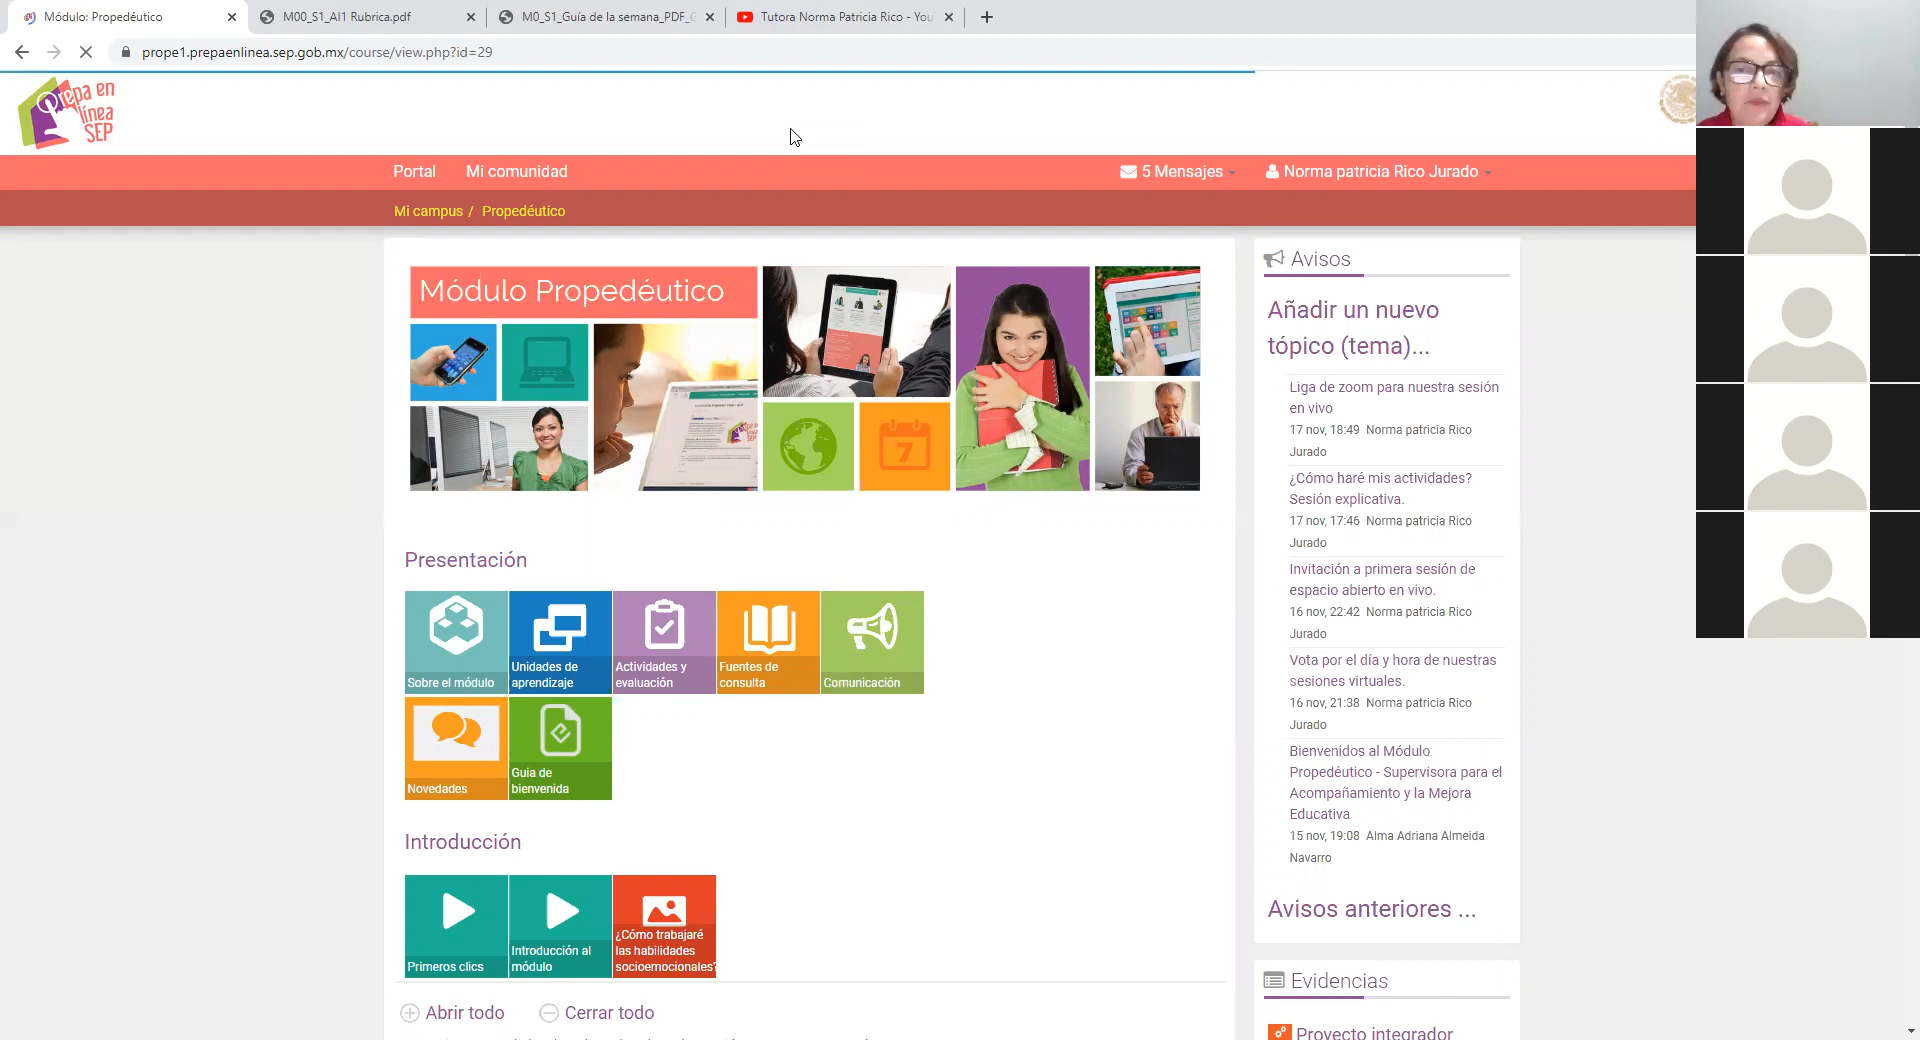 Módulo: Propedéutico
M00_S1_AI1 Rubrica.pdf
M0_S1_Guía de la semana_PDF_G
Tutora Norma Patricia Rico - You
prope1.prepaenlinea.sep.gob.mx/course/view.php?id=29
Prepa en
línea
SEP
Portal
Mi comunidad
5 Mensajes
Norma patricia Rico Jurado
Mi campus / Propedéutico
Módulo Propedéutico
7
Presentación
Sobre el módulo
Unidades de
aprendizaje
Actividades y
evaluación
Fuentes de
consulta
Comunicación
Novedades
Guia de
bienvenida
Introducción
Primeros clics
Introducción al
módulo
¿Cómo trabajaré
las habilidades
socioemocionales?
Abrir todo
Cerrar todo
Avisos
Añadir un nuevo
tópico (tema)...
Liga de zoom para nuestra sesión
en vivo
17 nov, 18:49 Norma patricia Rico
Jurado
¿Cómo haré mis actividades?
Sesión explicativa.
17 nov, 17:46 Norma patricia Rico
Jurado
Invitación a primera sesión de
espacio abierto en vivo.
16 nov, 22:42 Norma patricia Rico
Jurado
Vota por el día y hora de nuestras
sesiones virtuales.
16 nov, 21:38 Norma patricia Rico
Jurado
Bienvenidos al Módulo
Propedéutico - Supervisora para el
Acompañamiento y la Mejora
Educativa
15 nov, 19:08 Alma Adriana Almeida
Navarro
Avisos anteriores ...
Evidencias
Proyecto integrador